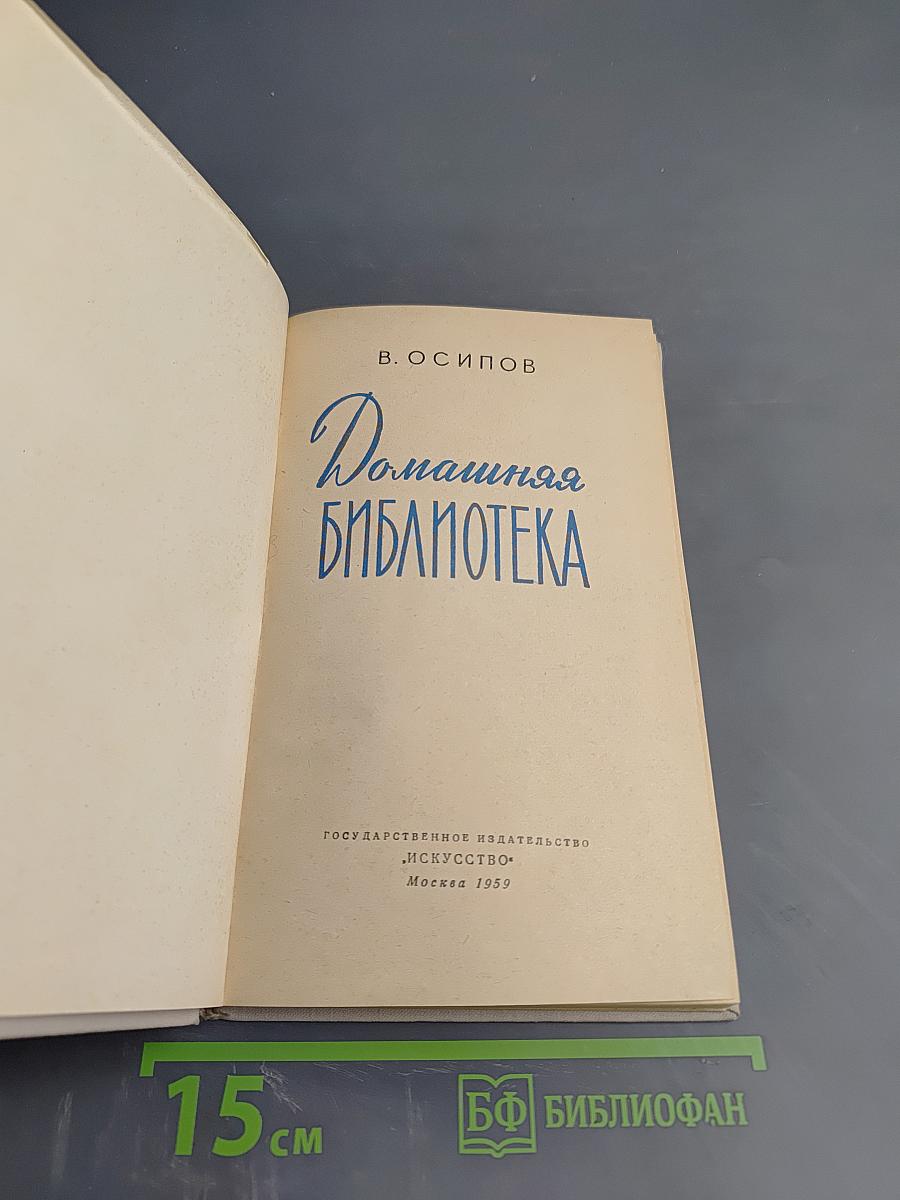 В. ОСИПОВ
Домашняя
БИБЛИОТЕКА
ГОСУДАРСТВЕННОЕ ИЗДАТЕЛЬСТВО
„ИСКУССТВО“
Москва 1959
15 см
БФ БИБЛИОФАН